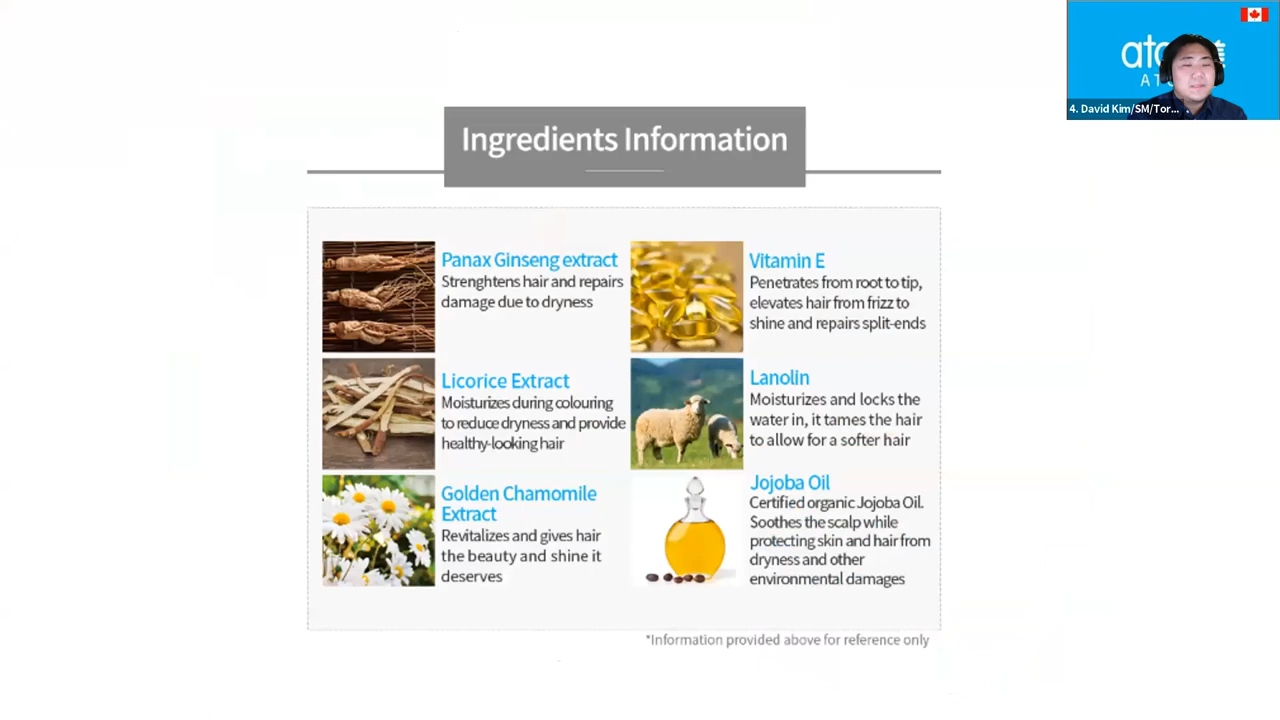 Ingredients Information
Panax Ginseng extract
Strenghtens hair and repairs
damage due to dryness
Vitamin E
Penetrates from root to tip,
elevates hair from frizz to
shine and repairs split-ends
Licorice Extract
Moisturizes during colouring
to reduce dryness and provide
healthy-looking hair
Lanolin
Moisturizes and locks the
water in, it tames the hair
to allow for a softer hair
Golden Chamomile
Extract
Revitalizes and gives hair
the beauty and shine it
deserves
Jojoba Oil
Certified organic Jojoba Oil.
Soothes the scalp while
protecting skin and hair from
dryness and other
environmental damages
*Information provided above for reference only
4. David Kim/SM/Tor...